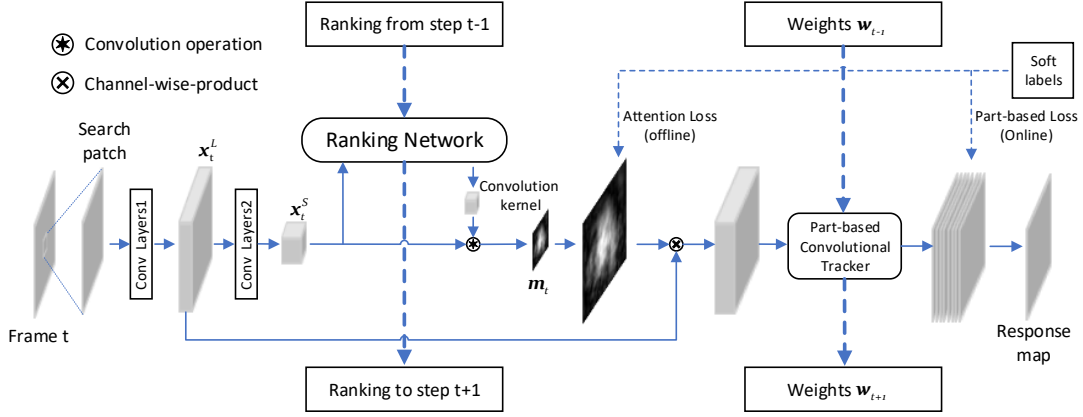 Ranking from step t-1
Weights w_{t-1}
Convolution operation
Channel-wise-product
Soft
labels
Search
patch
x_t^L
Ranking Network
Attention Loss
(offline)
Part-based Loss
(Online)
Conv Layers1
Conv Layers2
x_t^S
Convolution
kernel
m_t
Part-based
Convolutional
Tracker
Frame t
Response
map
Ranking to step t+1
Weights w_{t+1}